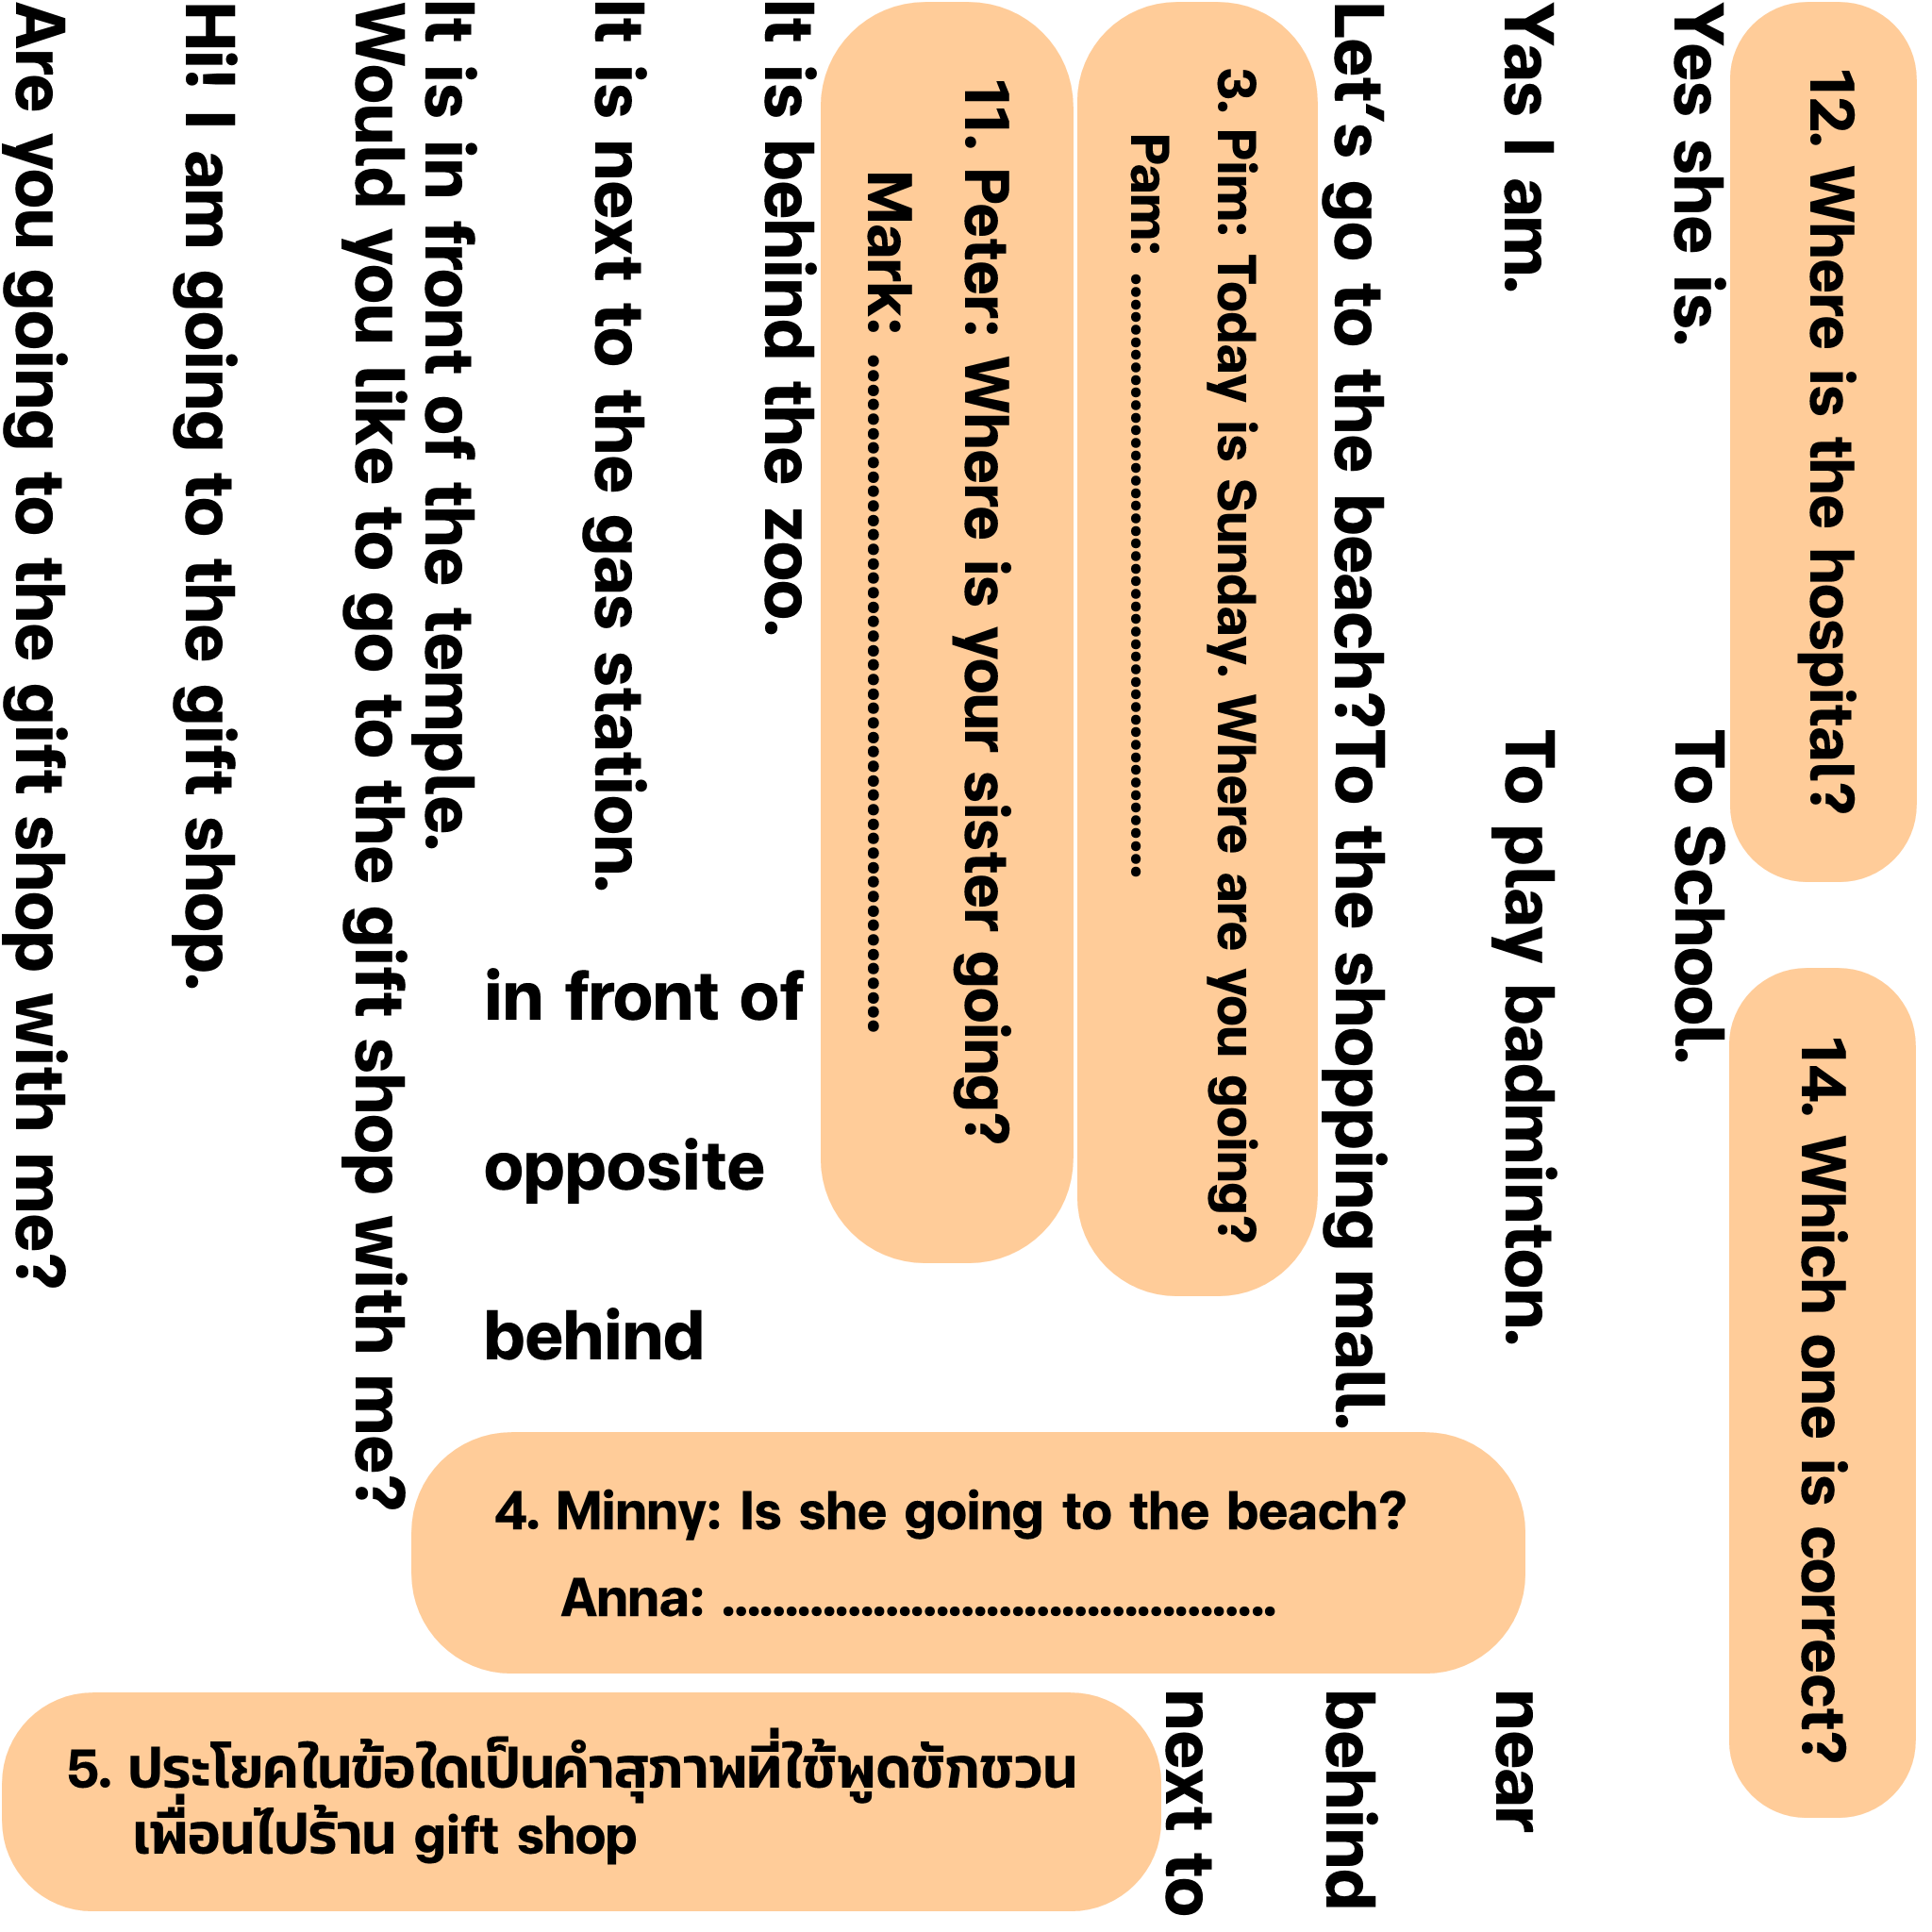 12. Where is the hospital?
14. Which one is correct?
Yes she is.
Yas I am.
Let's go to the beach?
To School.
To play badminton.
To the shopping mall.
3. Pim: Today is Sunday. Where are you going?
Pam: ................................................
11. Peter: Where is your sister going?
Mark: ................................................
It is behind the zoo.
It is next to the gas station.
It is in front of the temple.
Would you like to go to the gift shop with me?
Hi! I am going to the gift shop.
Are you going to the gift shop with me?
in front of
opposite
behind
4. Minny: Is she going to the beach?
Anna: ............................................
5. ประโยคในข้อใดเป็นคำสุภาพที่ใช้พูดชักชวน
เพื่อนไปร้าน gift shop
near
behind
next to